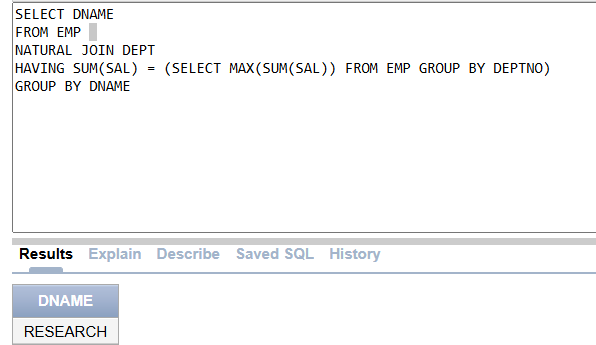 SELECT DNAME
FROM EMP
NATURAL JOIN DEPT
HAVING SUM(SAL) = (SELECT MAX(SUM(SAL)) FROM EMP GROUP BY DEPTNO)
GROUP BY DNAME
Results Explain Describe Saved SQL History
DNAME
RESEARCH